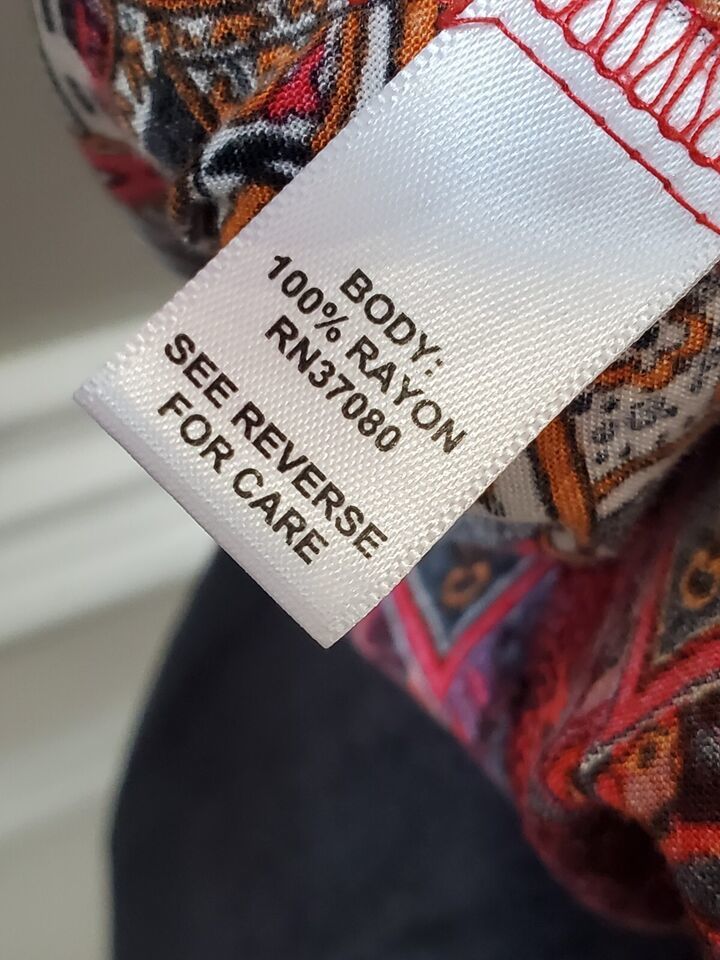 BODY:
100% RAYON
RN37080
SEE REVERSE
FOR CARE